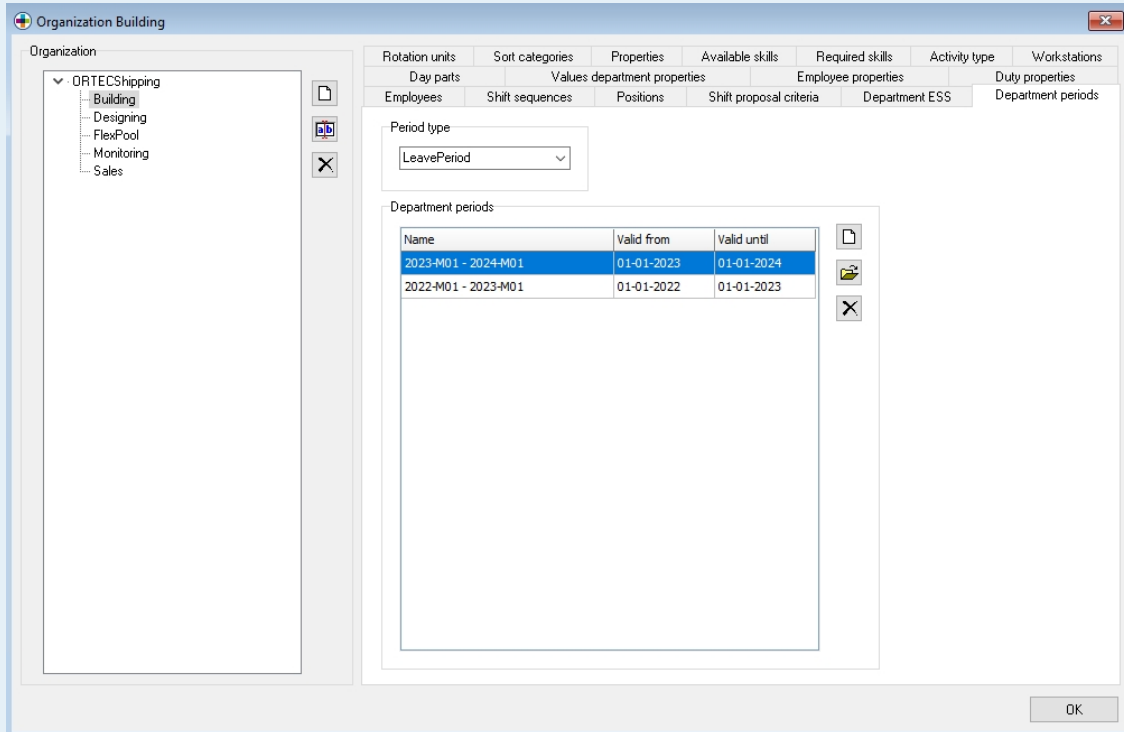 Organization Building
Organization
ORTECShipping
Building
Designing
FlexPool
Monitoring
Sales
Rotation units Sort categories Properties Available skills Required skills Activity type Workstations
Day parts Values department properties Employee properties Duty properties
Employees Shift sequences Positions Shift proposal criteria Department ESS Department periods
Period type
LeavePeriod
Department periods
Name Valid from Valid until
2023-M01 - 2024-M01 01-01-2023 01-01-2024
2022-M01 - 2023-M01 01-01-2022 01-01-2023
OK